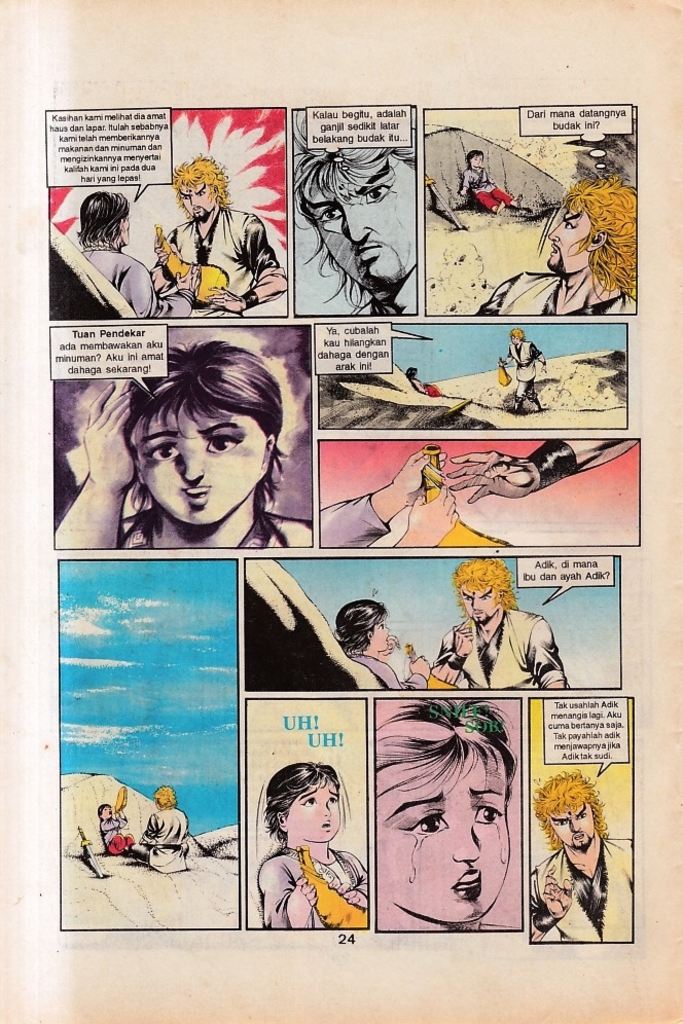 Kasihan kami melihat dia amat
haus dan lapar. Itulah sebabnya
kami telah memberikannya
makanan dan minuman dan
mengizinkannya menyertai
kalifah kami ini pada dua
hari yang lepas!
Kalau begitu, adalah
ganjil sedikit latar
belakang budak itu...
Dari mana datangnya
budak ini?
Tuan Pendekar
ada membawakan aku
minuman? Aku ini amat
dahaga sekarang!
Ya, cubalah
kau hilangkan
dahaga dengan
arak ini!
Adik, di mana
Ibu dan ayah Adik?
UH!
UH!
Tak usahlah Adik
menangis lagi. Aku
cuma bertanya saja.
Tak payahlah adik
menjawapnya jika
Adik tak sudi.
24